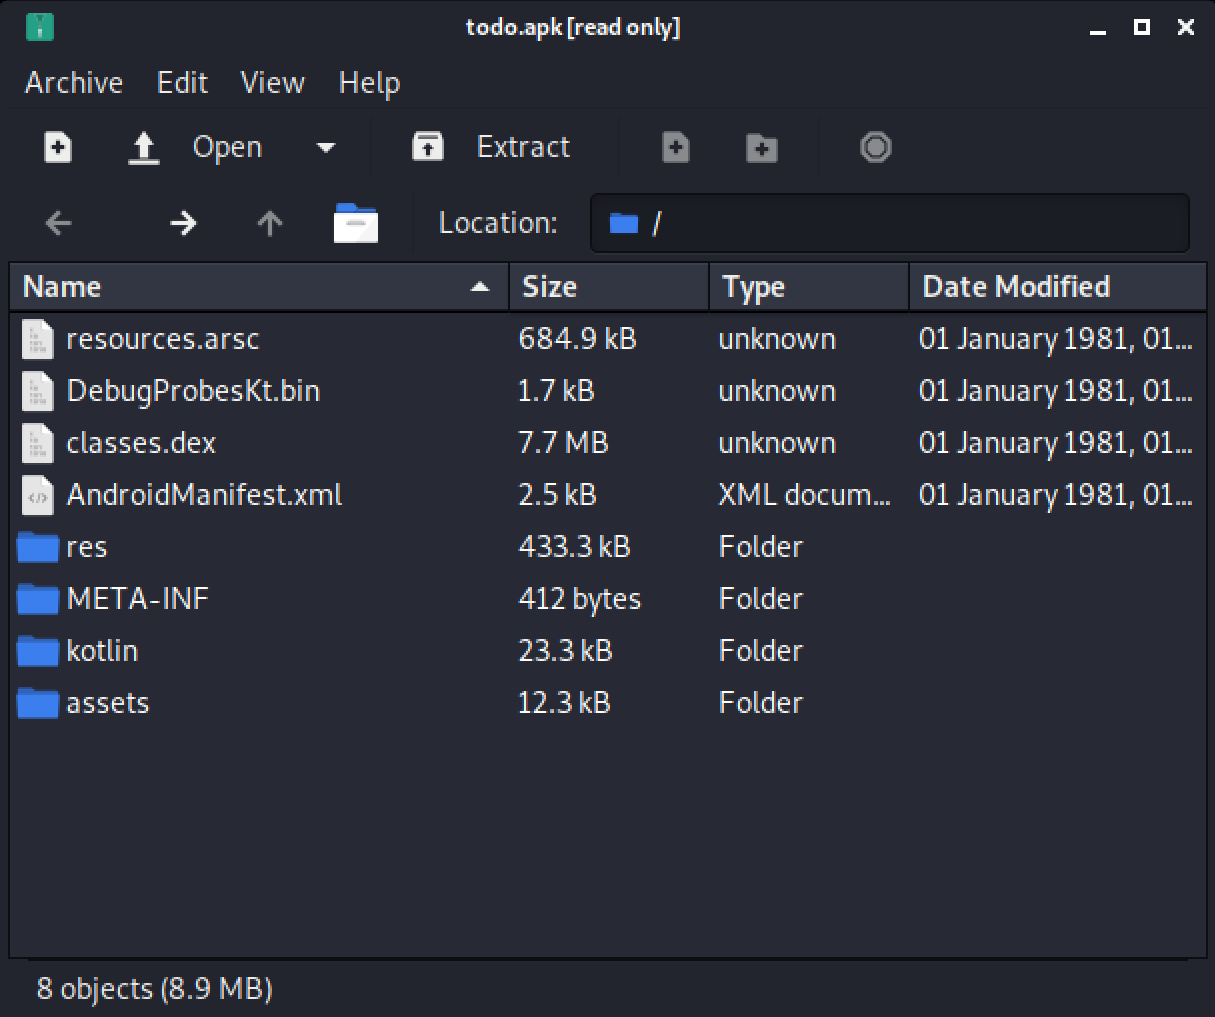 todo.apk [read only]
Archive Edit View Help
Open Extract
Location: /
Name Size Type Date Modified
resources.arsc 684.9 kB unknown 01 January 1981, 01...
DebugProbesKt.bin 1.7 kB unknown 01 January 1981, 01...
classes.dex 7.7 MB unknown 01 January 1981, 01...
AndroidManifest.xml 2.5 kB XML docum... 01 January 1981, 01...
res 433.3 kB Folder
META-INF 412 bytes Folder
kotlin 23.3 kB Folder
assets 12.3 kB Folder
8 objects (8.9 MB)